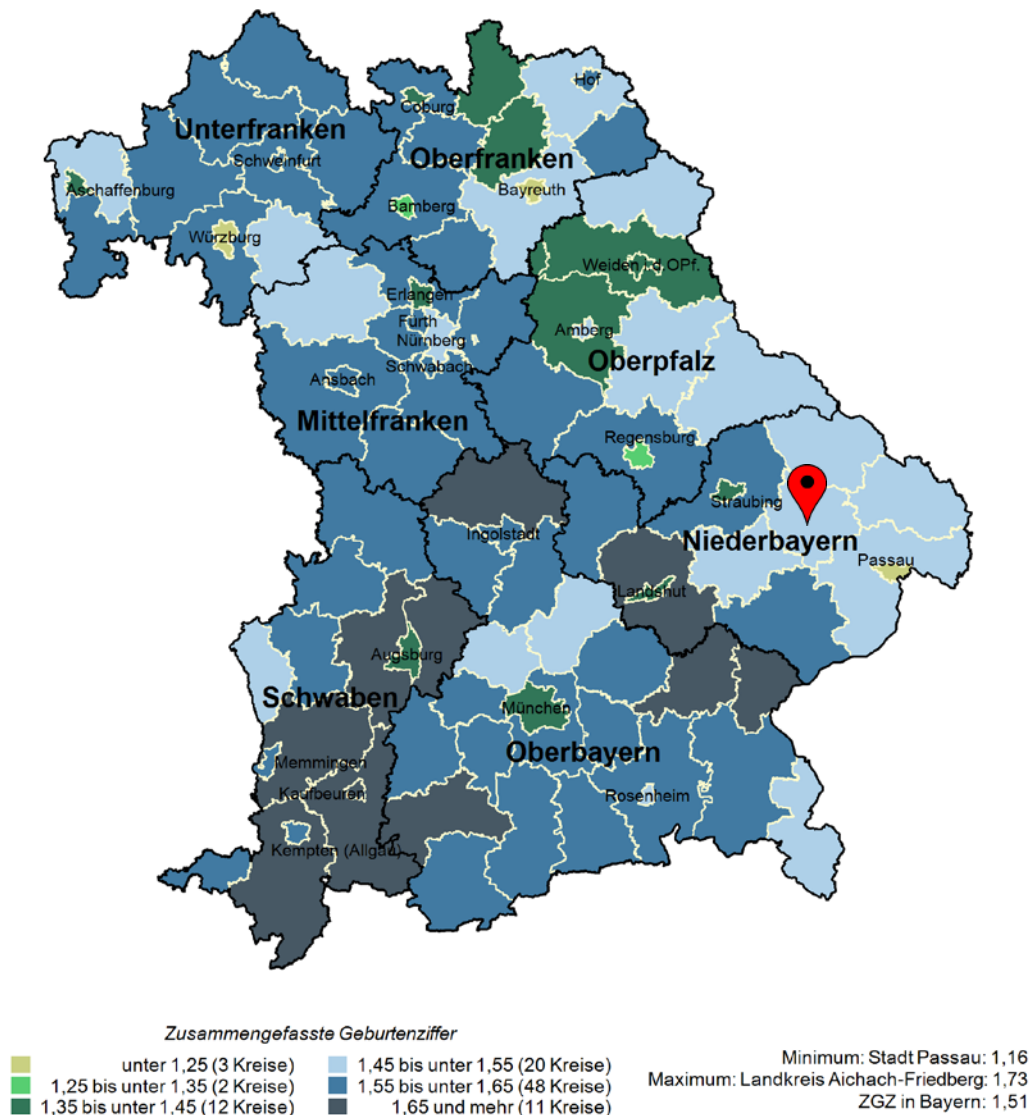 Hof
Coburg
Unterfranken
Oberfranken
Schweinfurt
Aschaffenburg
Bayreuth
Bamberg
Würzburg
Weiden i.d.OPf.
Erlangen
Fürth
Amberg
Nürnberg
Oberpfalz
Schwabach
Ansbach
Mittelfranken
Regensburg
Straubing
Ingolstadt
Niederbayern
Passau
Landshut
Augsburg
Schwaben
München
Oberbayern
Memmingen
Kaufbeuren
Rosenheim
Kempten (Allgäu)
Zusammengefasste Geburtenziffer
unter 1,25 (3 Kreise)
1,25 bis unter 1,35 (2 Kreise)
1,35 bis unter 1,45 (12 Kreise)
1,45 bis unter 1,55 (20 Kreise)
1,55 bis unter 1,65 (48 Kreise)
1,65 und mehr (11 Kreise)
Minimum: Stadt Passau: 1,16
Maximum: Landkreis Aichach-Friedberg: 1,73
ZGZ in Bayern: 1,51